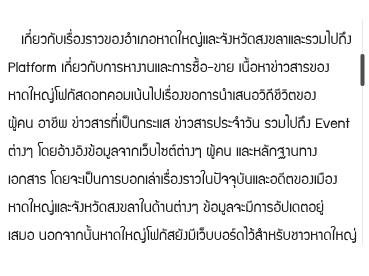 เกี่ยวกับเรื่องราวของอำเภอหาดใหญ่และจังหวัดสงขลาและรวมไปถึง
Platform เกี่ยวกับการหางานและการซื้อ-ขาย เนื้อหาข่าวสารของ
หาดใหญ่โฟกัสดอทคอมเน้นไปเรื่องขอการนำเสนอวิถีชีวิตของ
ผู้คน อาชีพ ข่าวสารที่เป็นกระแส ข่าวสารประจำวัน รวมไปถึง Event
ต่างๆ โดยอ้างอิงข้อมูลจากเว็บไซต์ต่างๆ ผู้คน และหลักฐานทาง
เอกสาร โดยจะเป็นการบอกเล่าเรื่องราวในปัจจุบันและอดีตของเมือง
หาดใหญ่และจังหวัดสงขลาในด้านต่างๆ ข้อมูลจะมีการอัปเดตอยู่
เสมอ นอกจากนั้นหาดใหญ่โฟกัสยังมีเว็บบอร์ดไว้สำหรับชาวหาดใหญ่